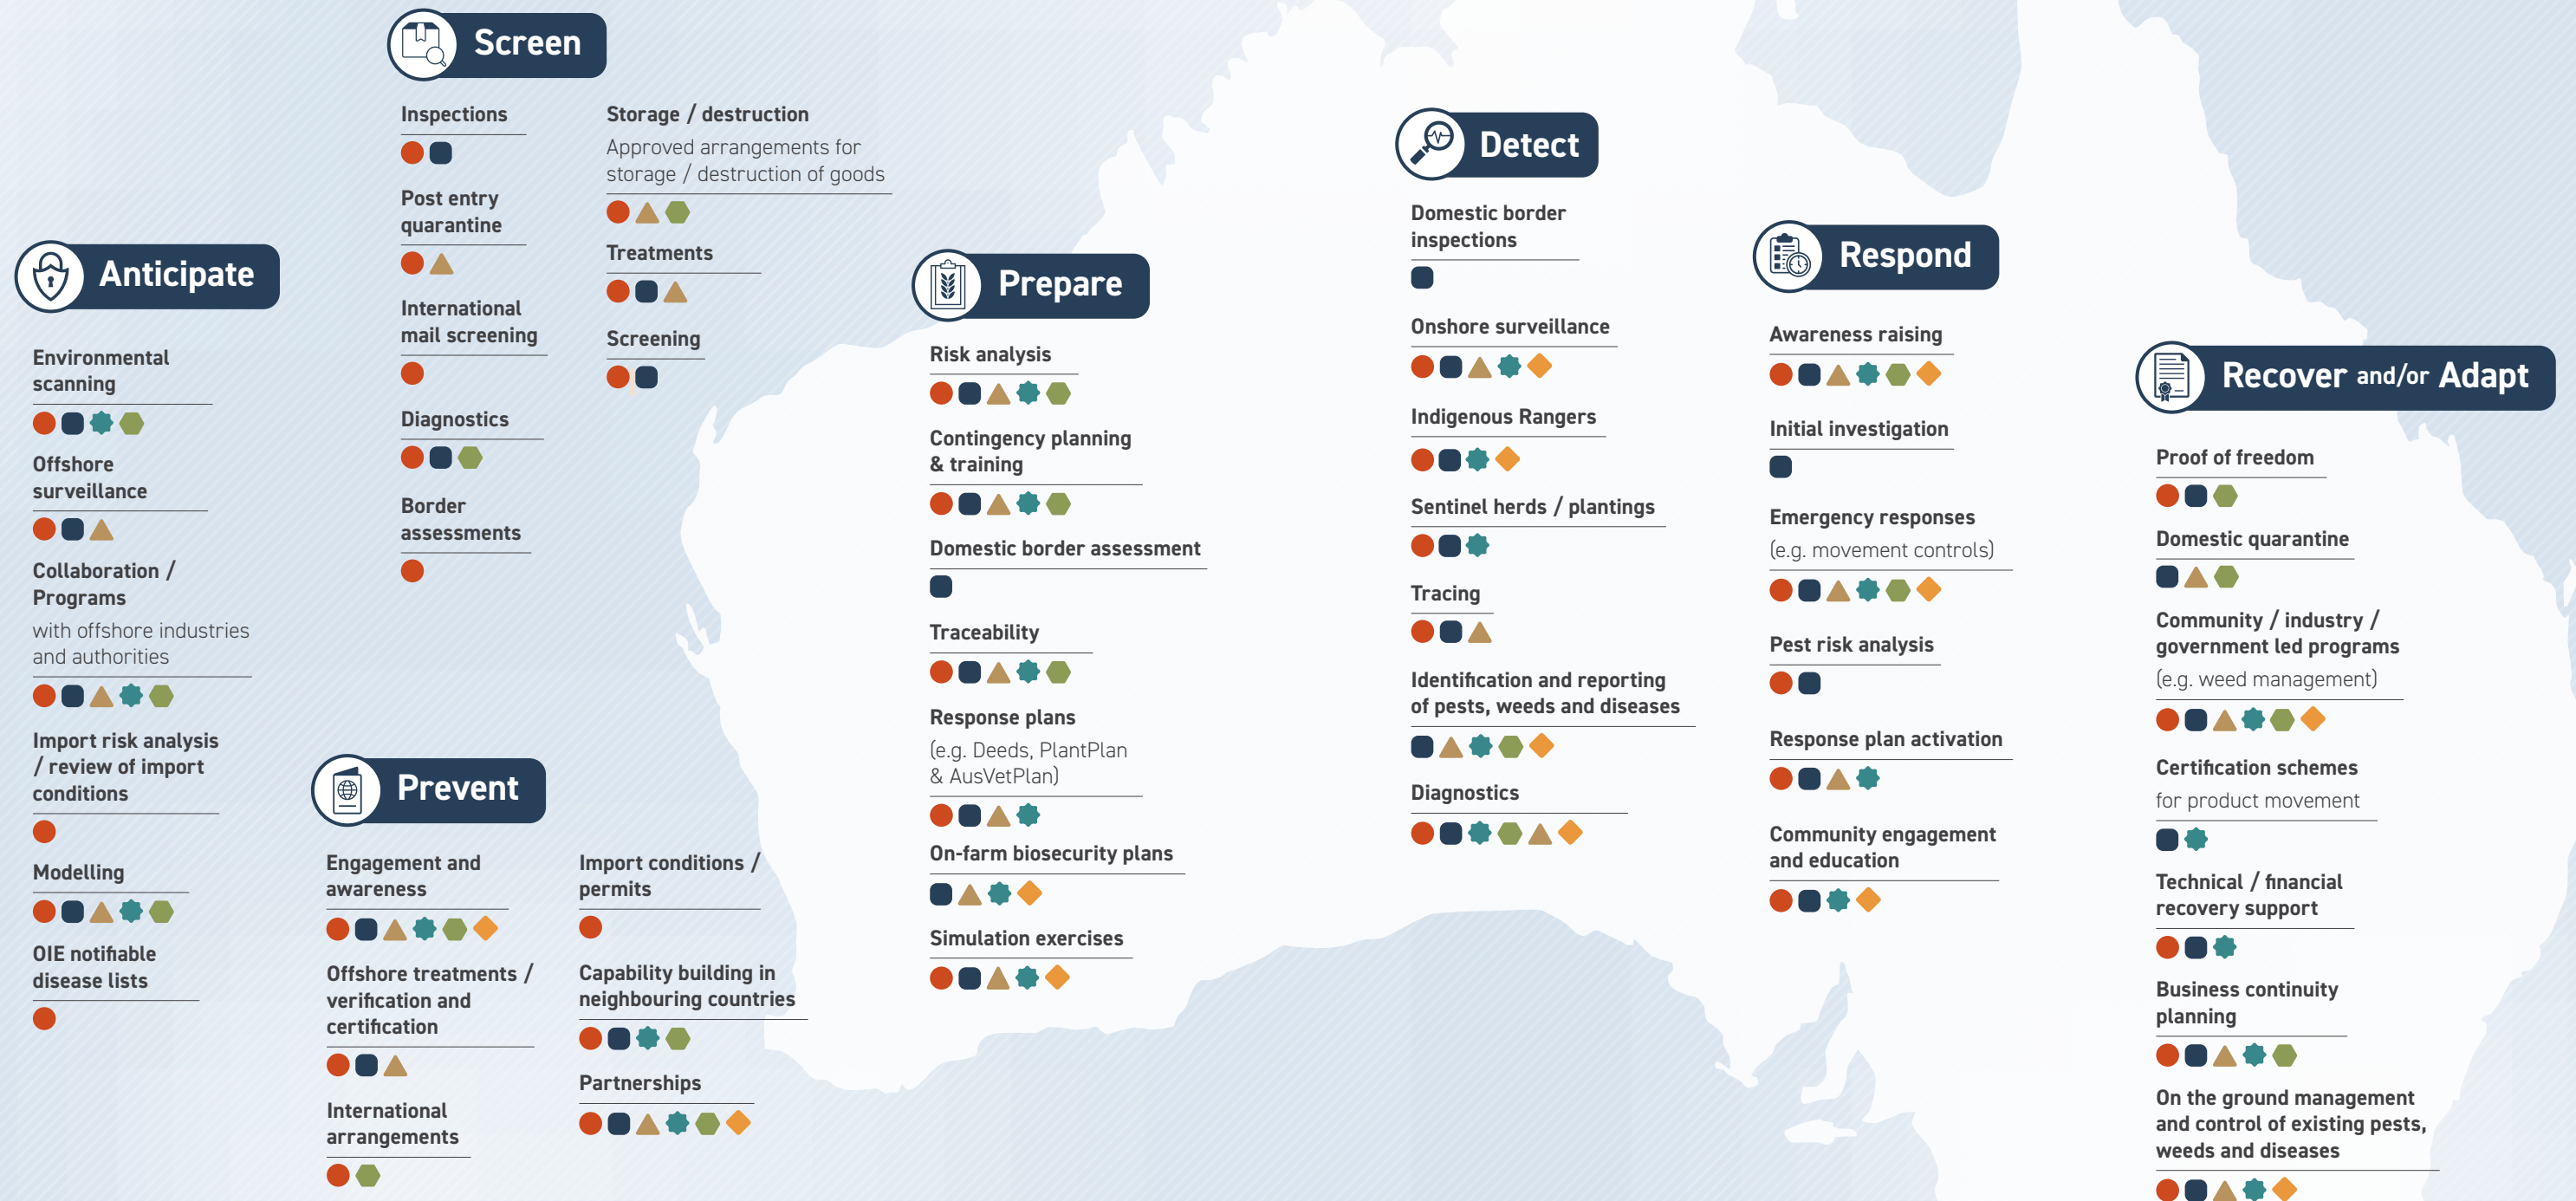 Anticipate
Environmental
scanning
Offshore
surveillance
Collaboration /
Programs
with offshore industries
and authorities
Import risk analysis
/ review of import
conditions
Modelling
OIE notifiable
disease lists
Screen
Inspections
Post entry
quarantine
International
mail screening
Diagnostics
Border
assessments
Storage / destruction
Approved arrangements for
storage / destruction of goods
Treatments
Screening
Prevent
Engagement and
awareness
Offshore treatments /
verification and
certification
International
arrangements
Import conditions /
permits
Capability building in
neighbouring countries
Partnerships
Prepare
Risk analysis
Contingency planning
& training
Domestic border assessment
Traceability
Response plans
(e.g. Deeds, PlantPlan
& AusVetPlan)
On-farm biosecurity plans
Simulation exercises
Detect
Domestic border
inspections
Onshore surveillance
Indigenous Rangers
Sentinel herds / plantings
Tracing
Identification and reporting
of pests, weeds and diseases
Diagnostics
Respond
Awareness raising
Initial investigation
Emergency responses
(e.g. movement controls)
Pest risk analysis
Response plan activation
Community engagement
and education
Recover and/or Adapt
Proof of freedom
Domestic quarantine
Community / industry /
government led programs
(e.g. weed management)
Certification schemes
for product movement
Technical / financial
recovery support
Business continuity
planning
On the ground management
and control of existing pests,
weeds and diseases